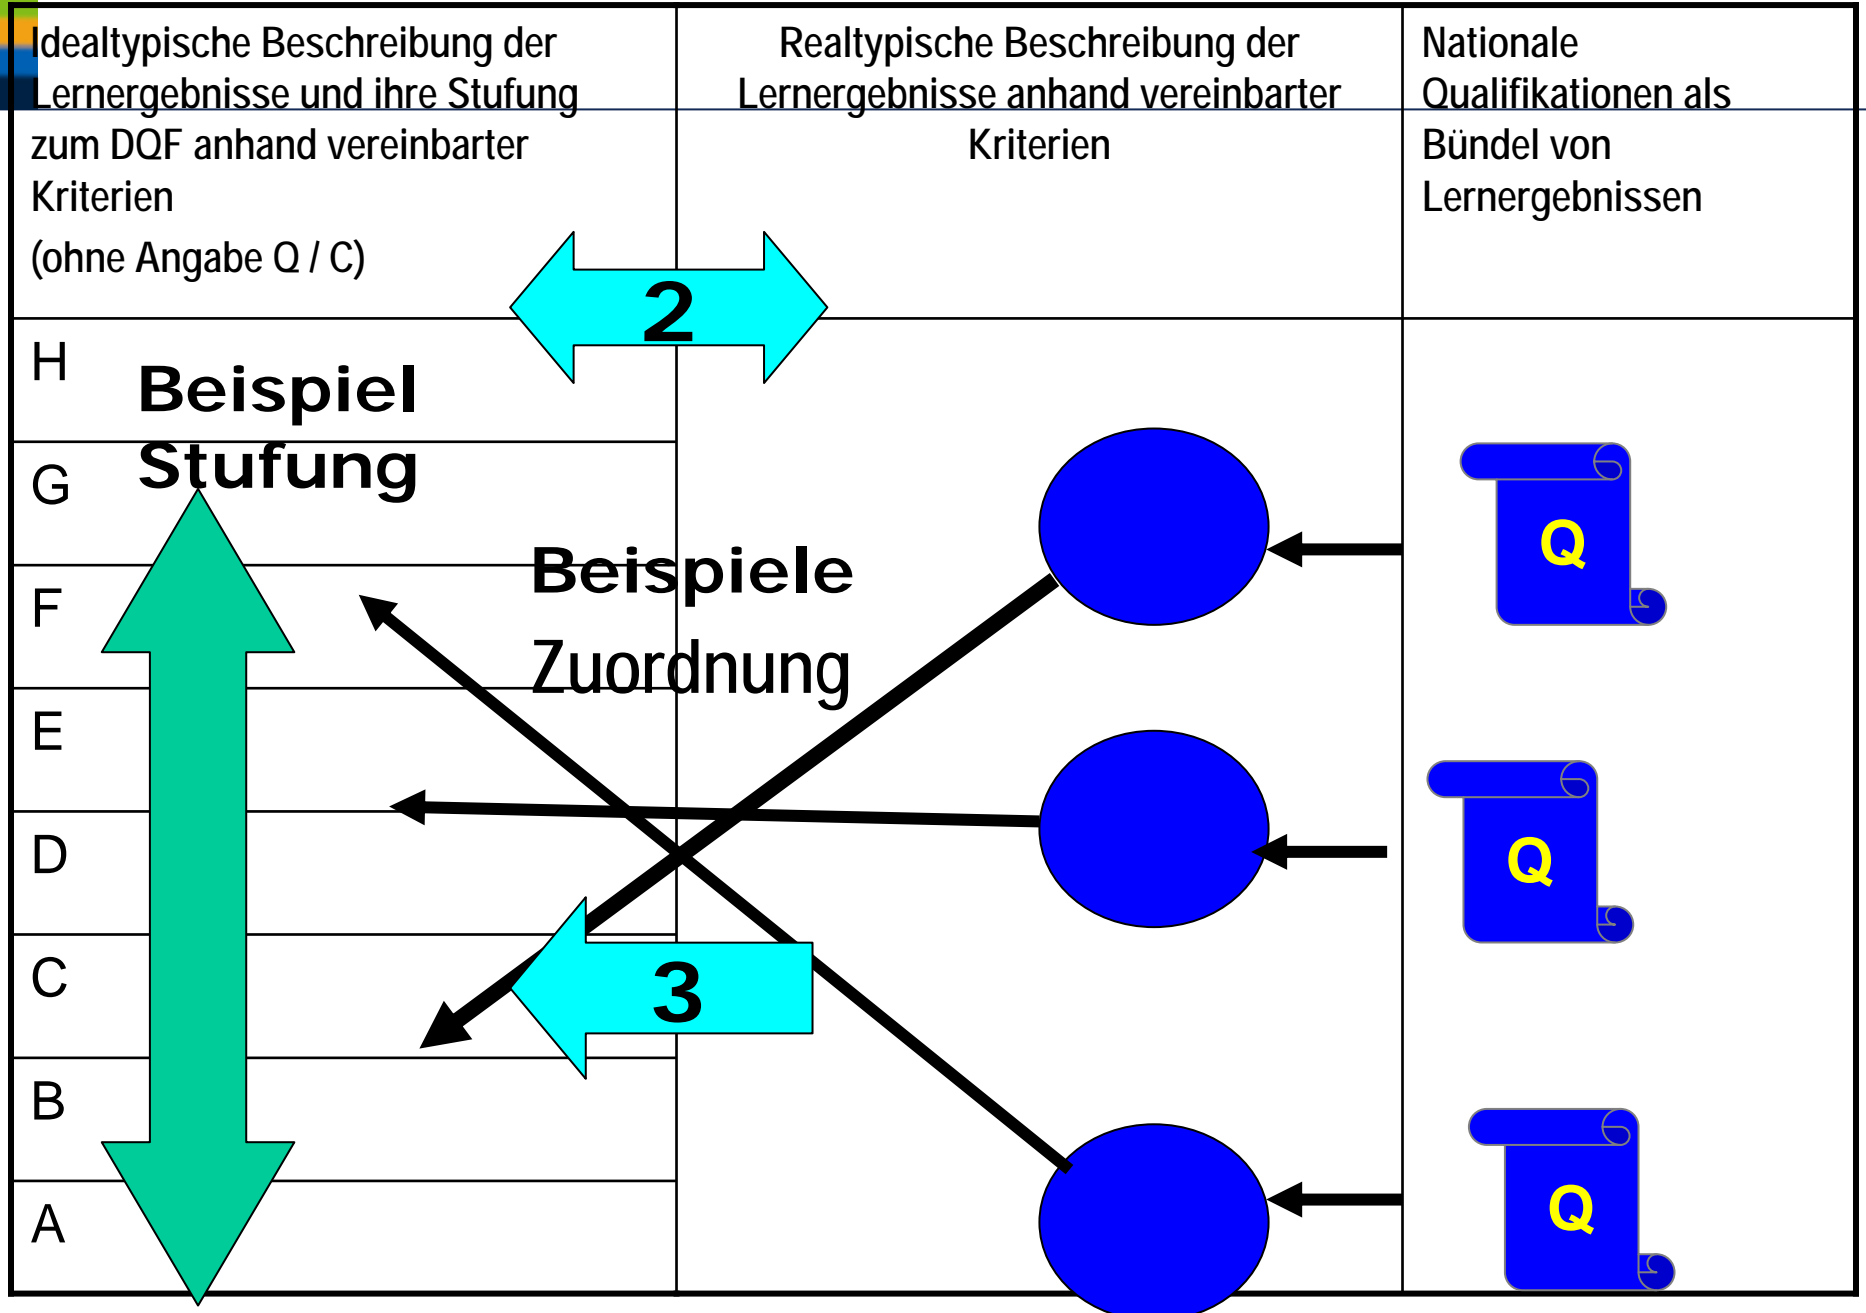 Idealtypische Beschreibung der
Lernergebnisse und ihre Stufung
zum DQF anhand vereinbarter
Kriterien
(ohne Angabe Q / C)
Realtypische Beschreibung der
Lernergebnisse anhand vereinbarter
Kriterien
Nationale
Qualifikationen als
Bündel von
Lernergebnissen
2
H
Beispiel
Stufung
G
Beispiele
Zuordnung
F
E
D
C
B
A
3
Q
Q
Q